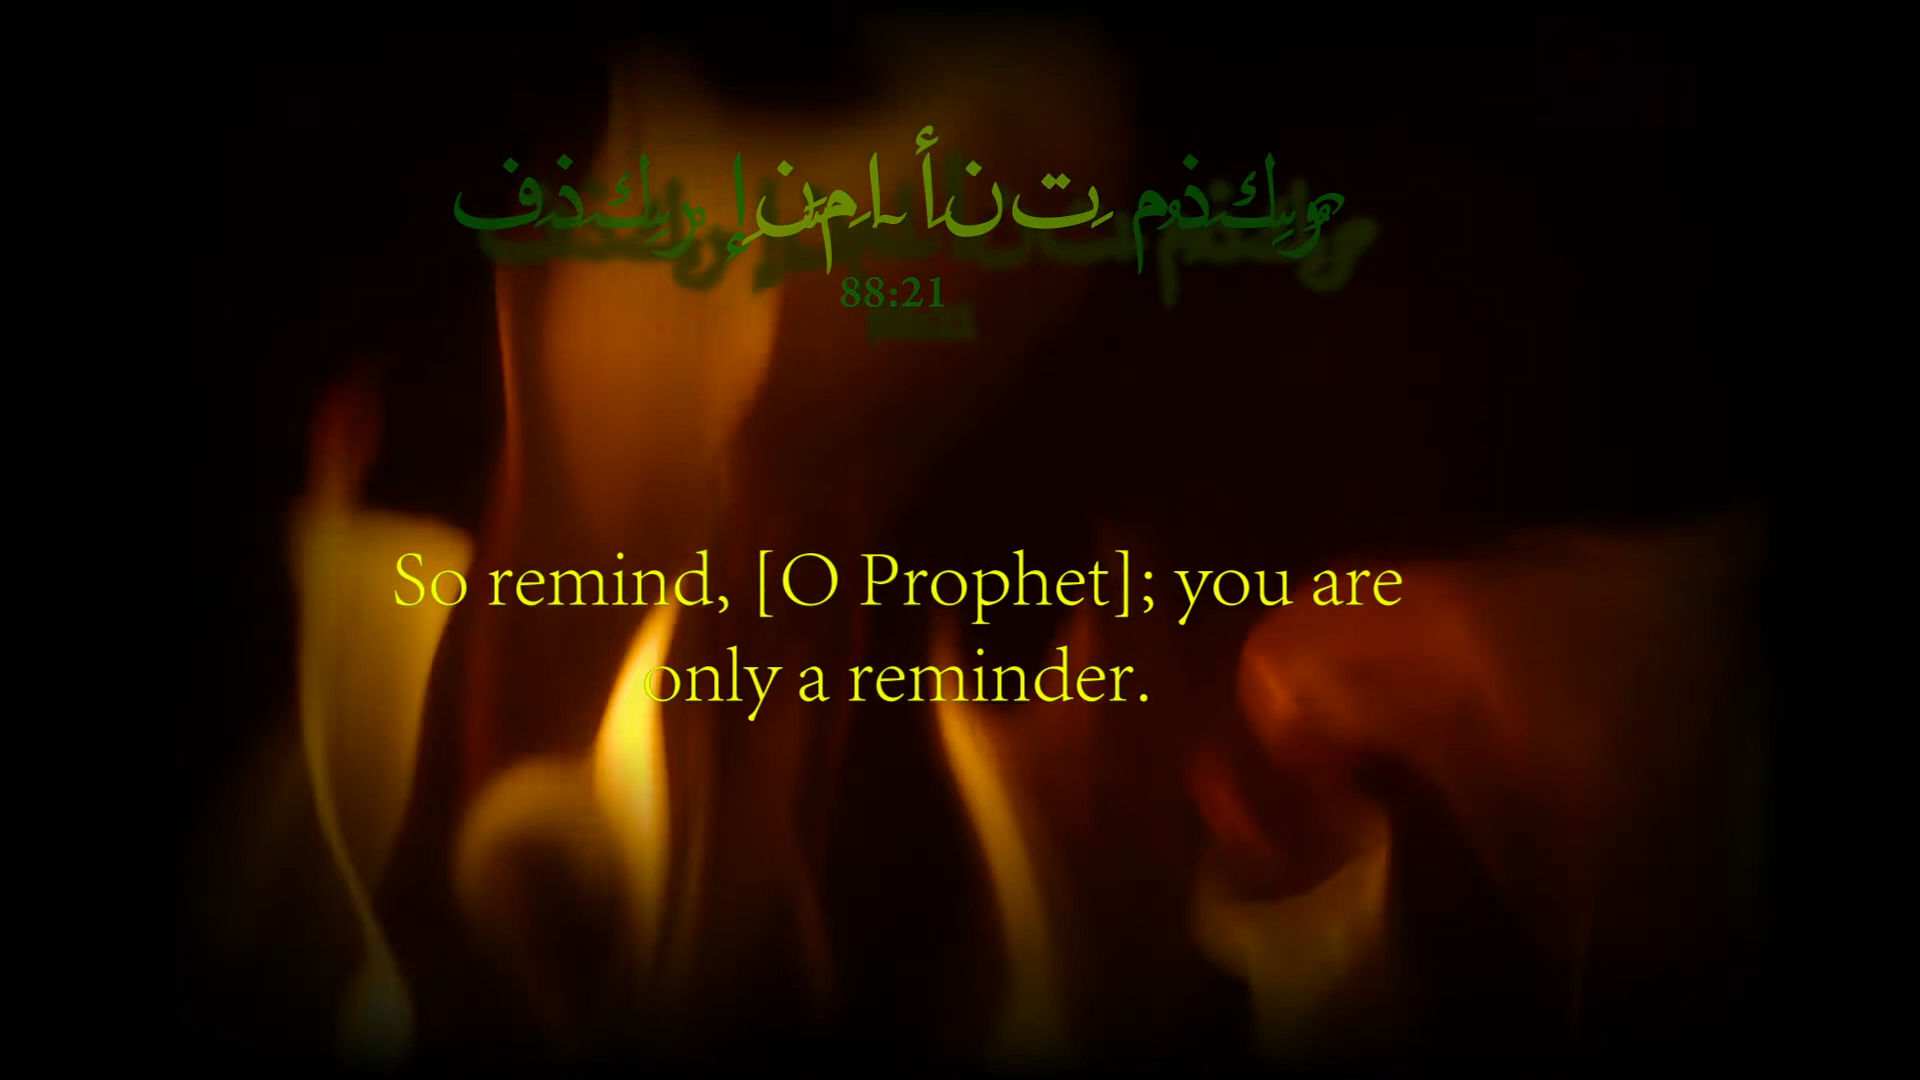 فذكر إنما أنت مذكر
88:21
So remind, [O Prophet]; you are
only a reminder.